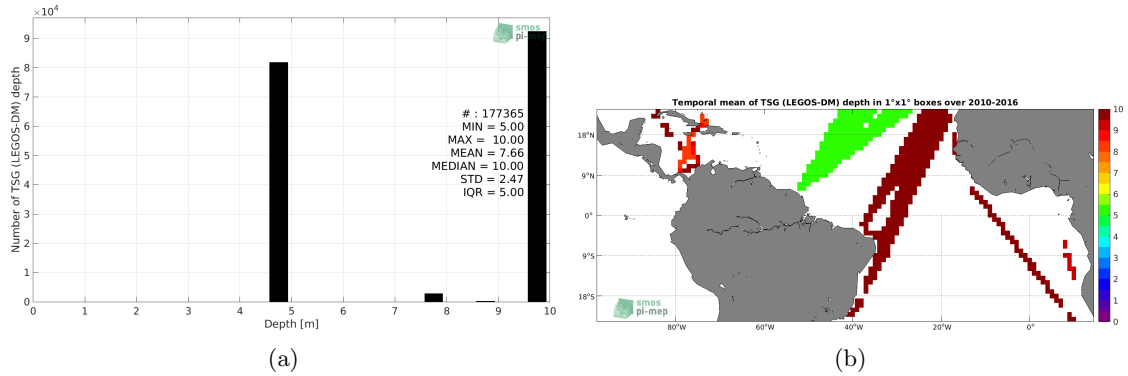 ×10⁴
smos
pi-mep
9
8
7
6
5
4
3
2
1
0
Number of TSG (LEGOS-DM) depth
# : 177365
MIN = 5.00
MAX = 10.00
MEAN = 7.66
MEDIAN = 10.00
STD = 2.47
IQR = 5.00
0 1 2 3 4 5 6 7 8 9 10
Depth [m]
(a)
Temporal mean of TSG (LEGOS-DM) depth in 1°x1° boxes over 2010-2016
18°N
9°N
0°
9°S
18°S
smos
pi-mep
80°W 60°W 40°W 20°W 0°
10
9
8
7
6
5
4
3
2
1
0
(b)